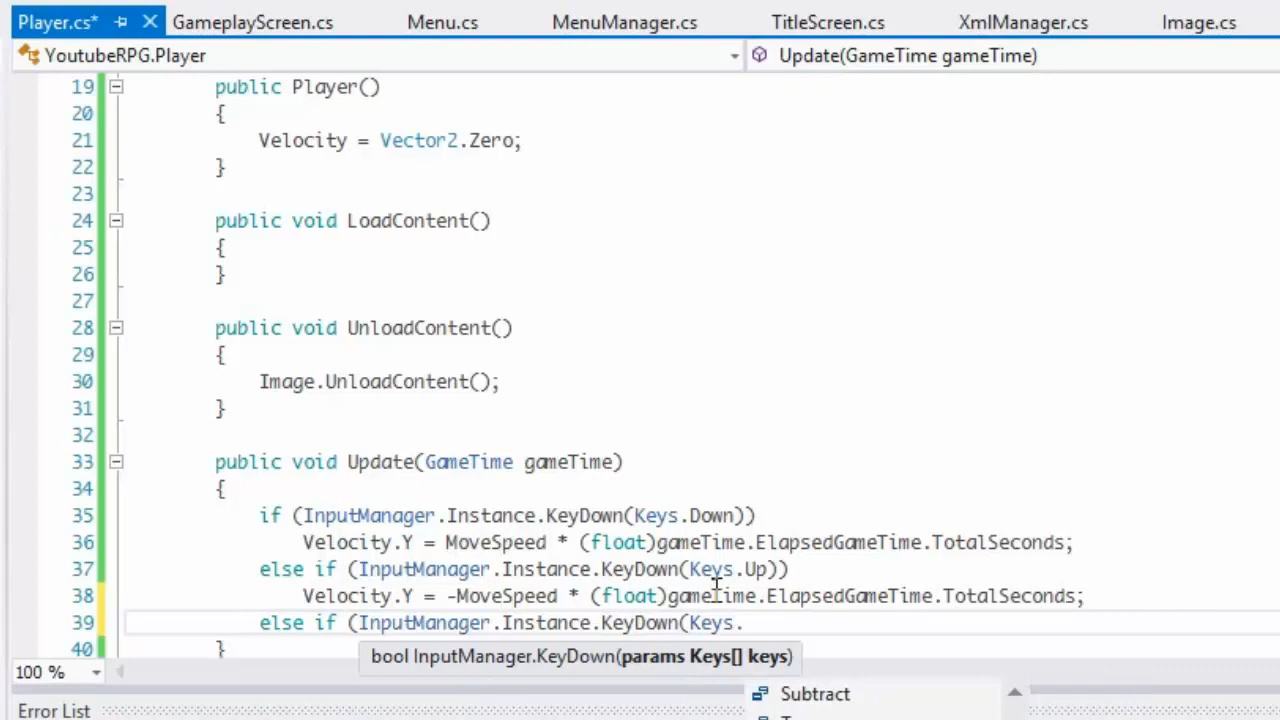 Player.cs* GameplayScreen.cs Menu.cs MenuManager.cs TitleScreen.cs XmlManager.cs Image.cs
YoutubeRPG.Player Update(GameTime gameTime)
19 public Player()
20 {
21 Velocity = Vector2.Zero;
22 }
23
24 public void LoadContent()
25 {
26 }
27
28 public void UnloadContent()
29 {
30 Image.UnloadContent();
31 }
32
33 public void Update(GameTime gameTime)
34 {
35 if (InputManager.Instance.KeyDown(Keys.Down))
36 Velocity.Y = MoveSpeed * (float)gameTime.ElapsedGameTime.TotalSeconds;
37 else if (InputManager.Instance.KeyDown(Keys.Up))
38 Velocity.Y = -MoveSpeed * (float)gameTime.ElapsedGameTime.TotalSeconds;
39 else if (InputManager.Instance.KeyDown(Keys.
40 }
bool InputManager.KeyDown(params Keys[] keys)
100 %
Subtract
Error List